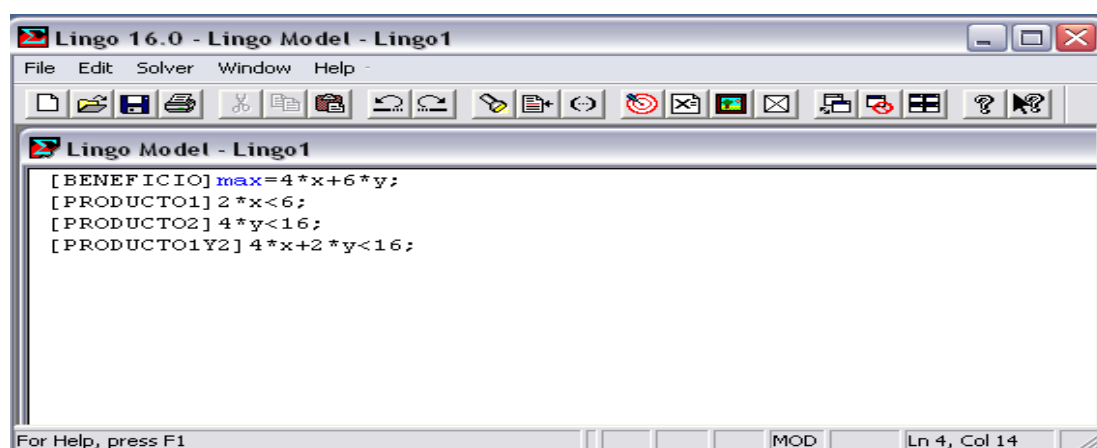 Lingo 16.0 - Lingo Model - Lingo1
File Edit Solver Window Help -
Lingo Model - Lingo1
[BENEFICIO]max=4*x+6*y;
[PRODUCTO1]2*x<6;
[PRODUCTO2]4*y<16;
[PRODUCTO1Y2]4*x+2*y<16;
For Help, press F1 MOD Ln 4, Col 14